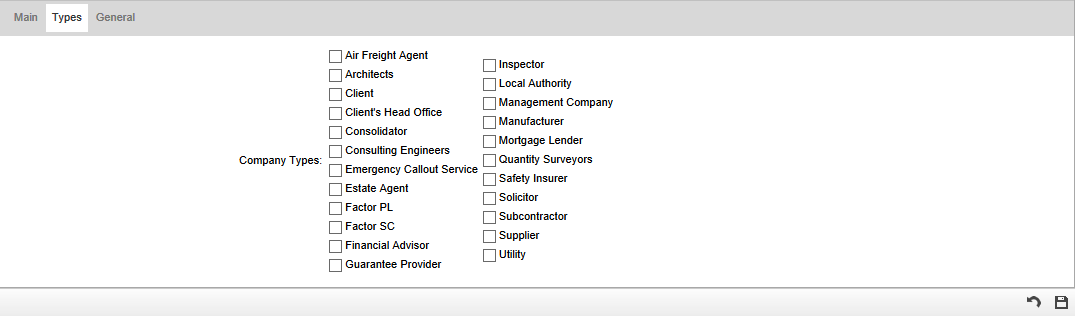 Main Types General
Company Types:
Air Freight Agent
Architects
Client
Client's Head Office
Consolidator
Consulting Engineers
Emergency Callout Service
Estate Agent
Factor PL
Factor SC
Financial Advisor
Guarantee Provider
Inspector
Local Authority
Management Company
Manufacturer
Mortgage Lender
Quantity Surveyors
Safety Insurer
Solicitor
Subcontractor
Supplier
Utility